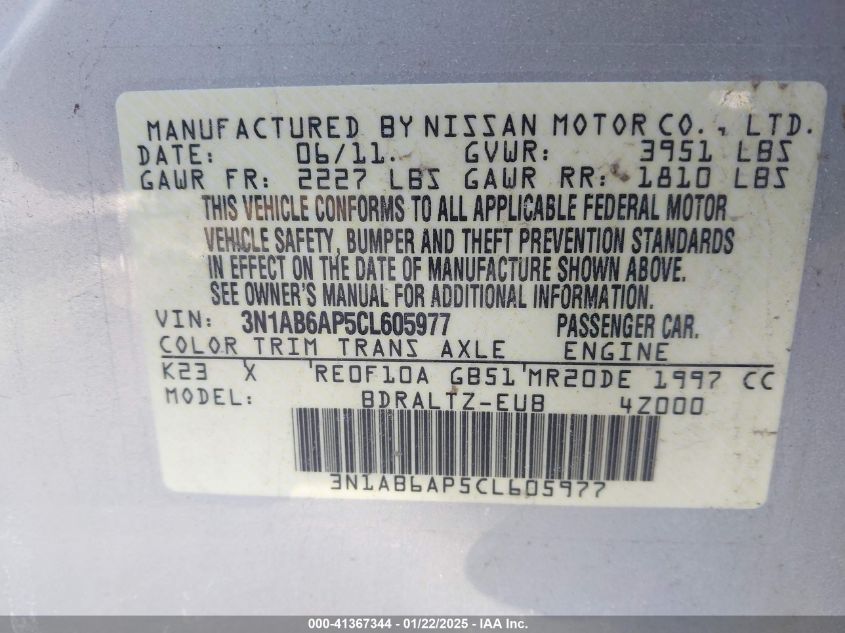 MANUFACTURED BY NISSAN MOTOR CO., LTD.
DATE: 06/11. GVWR: 3951 LBS
GAWR FR: 2227 LBS GAWR RR: 1810 LBS
THIS VEHICLE CONFORMS TO ALL APPLICABLE FEDERAL MOTOR
VEHICLE SAFETY, BUMPER AND THEFT PREVENTION STANDARDS
IN EFFECT ON THE DATE OF MANUFACTURE SHOWN ABOVE.
SEE OWNER'S MANUAL FOR ADDITIONAL INFORMATION.
VIN: 3N1AB6AP5CL605977 PASSENGER CAR.
COLOR TRIM TRANS AXLE ENGINE
K23 X RE0F10A GB51 MR20DE 1997 CC
MODEL: BDRALTZ-EUB 4Z000
3N1AB6AP5CL605977
000-41367344 - 01/22/2025 - IAA Inc.